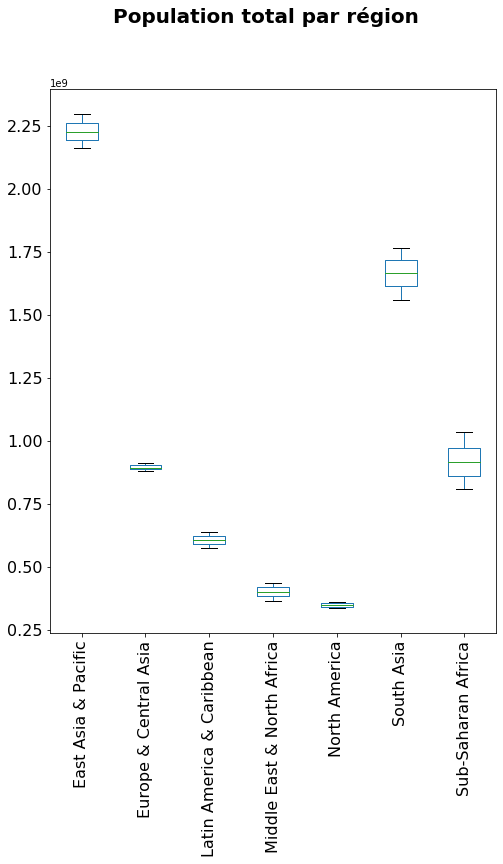 Population total par région
1e9
2.25
2.00
1.75
1.50
1.25
1.00
0.75
0.50
0.25
East Asia & Pacific
Europe & Central Asia
Latin America & Caribbean
Middle East & North Africa
North America
South Asia
Sub-Saharan Africa